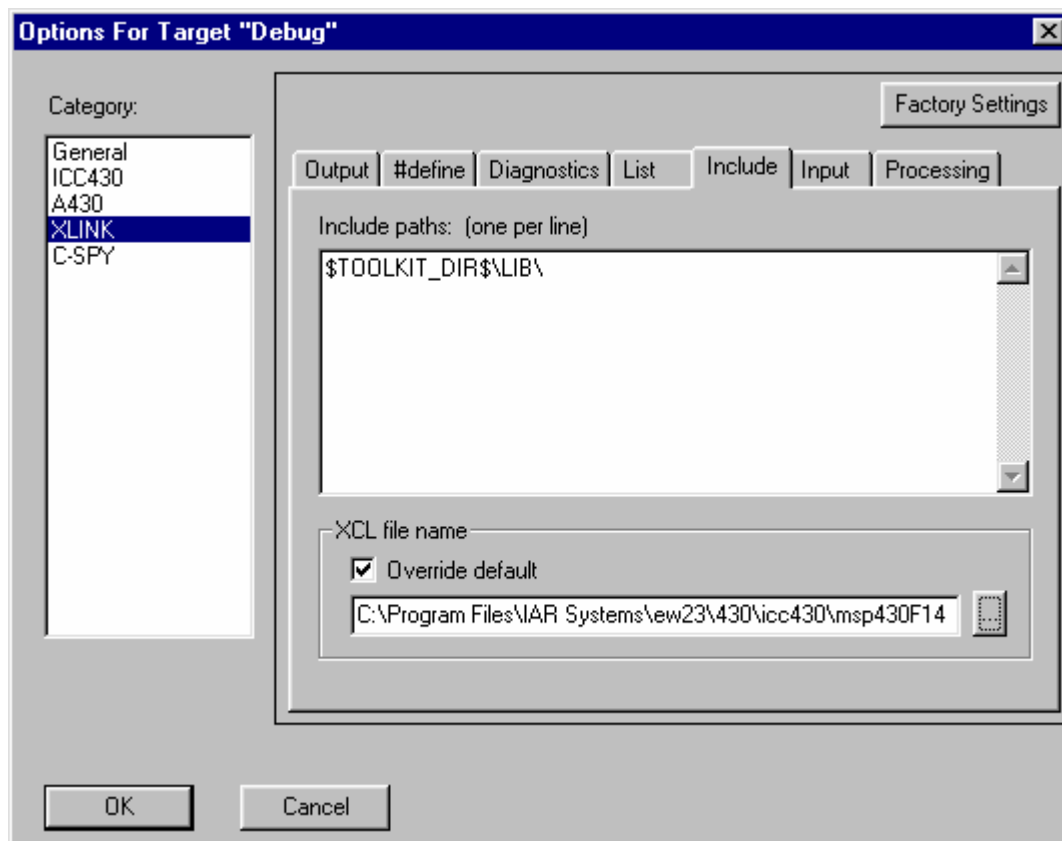 Options For Target "Debug"
Category:
Factory Settings
General
ICC430
A430
XLINK
C-SPY
Output
#define
Diagnostics
List
Include
Input
Processing
Include paths: (one per line)
$TOOLKIT_DIR$\LIB\
XCL file name
Override default
C:\Program Files\IAR Systems\ew23\430\icc430\msp430F14
...
OK
Cancel